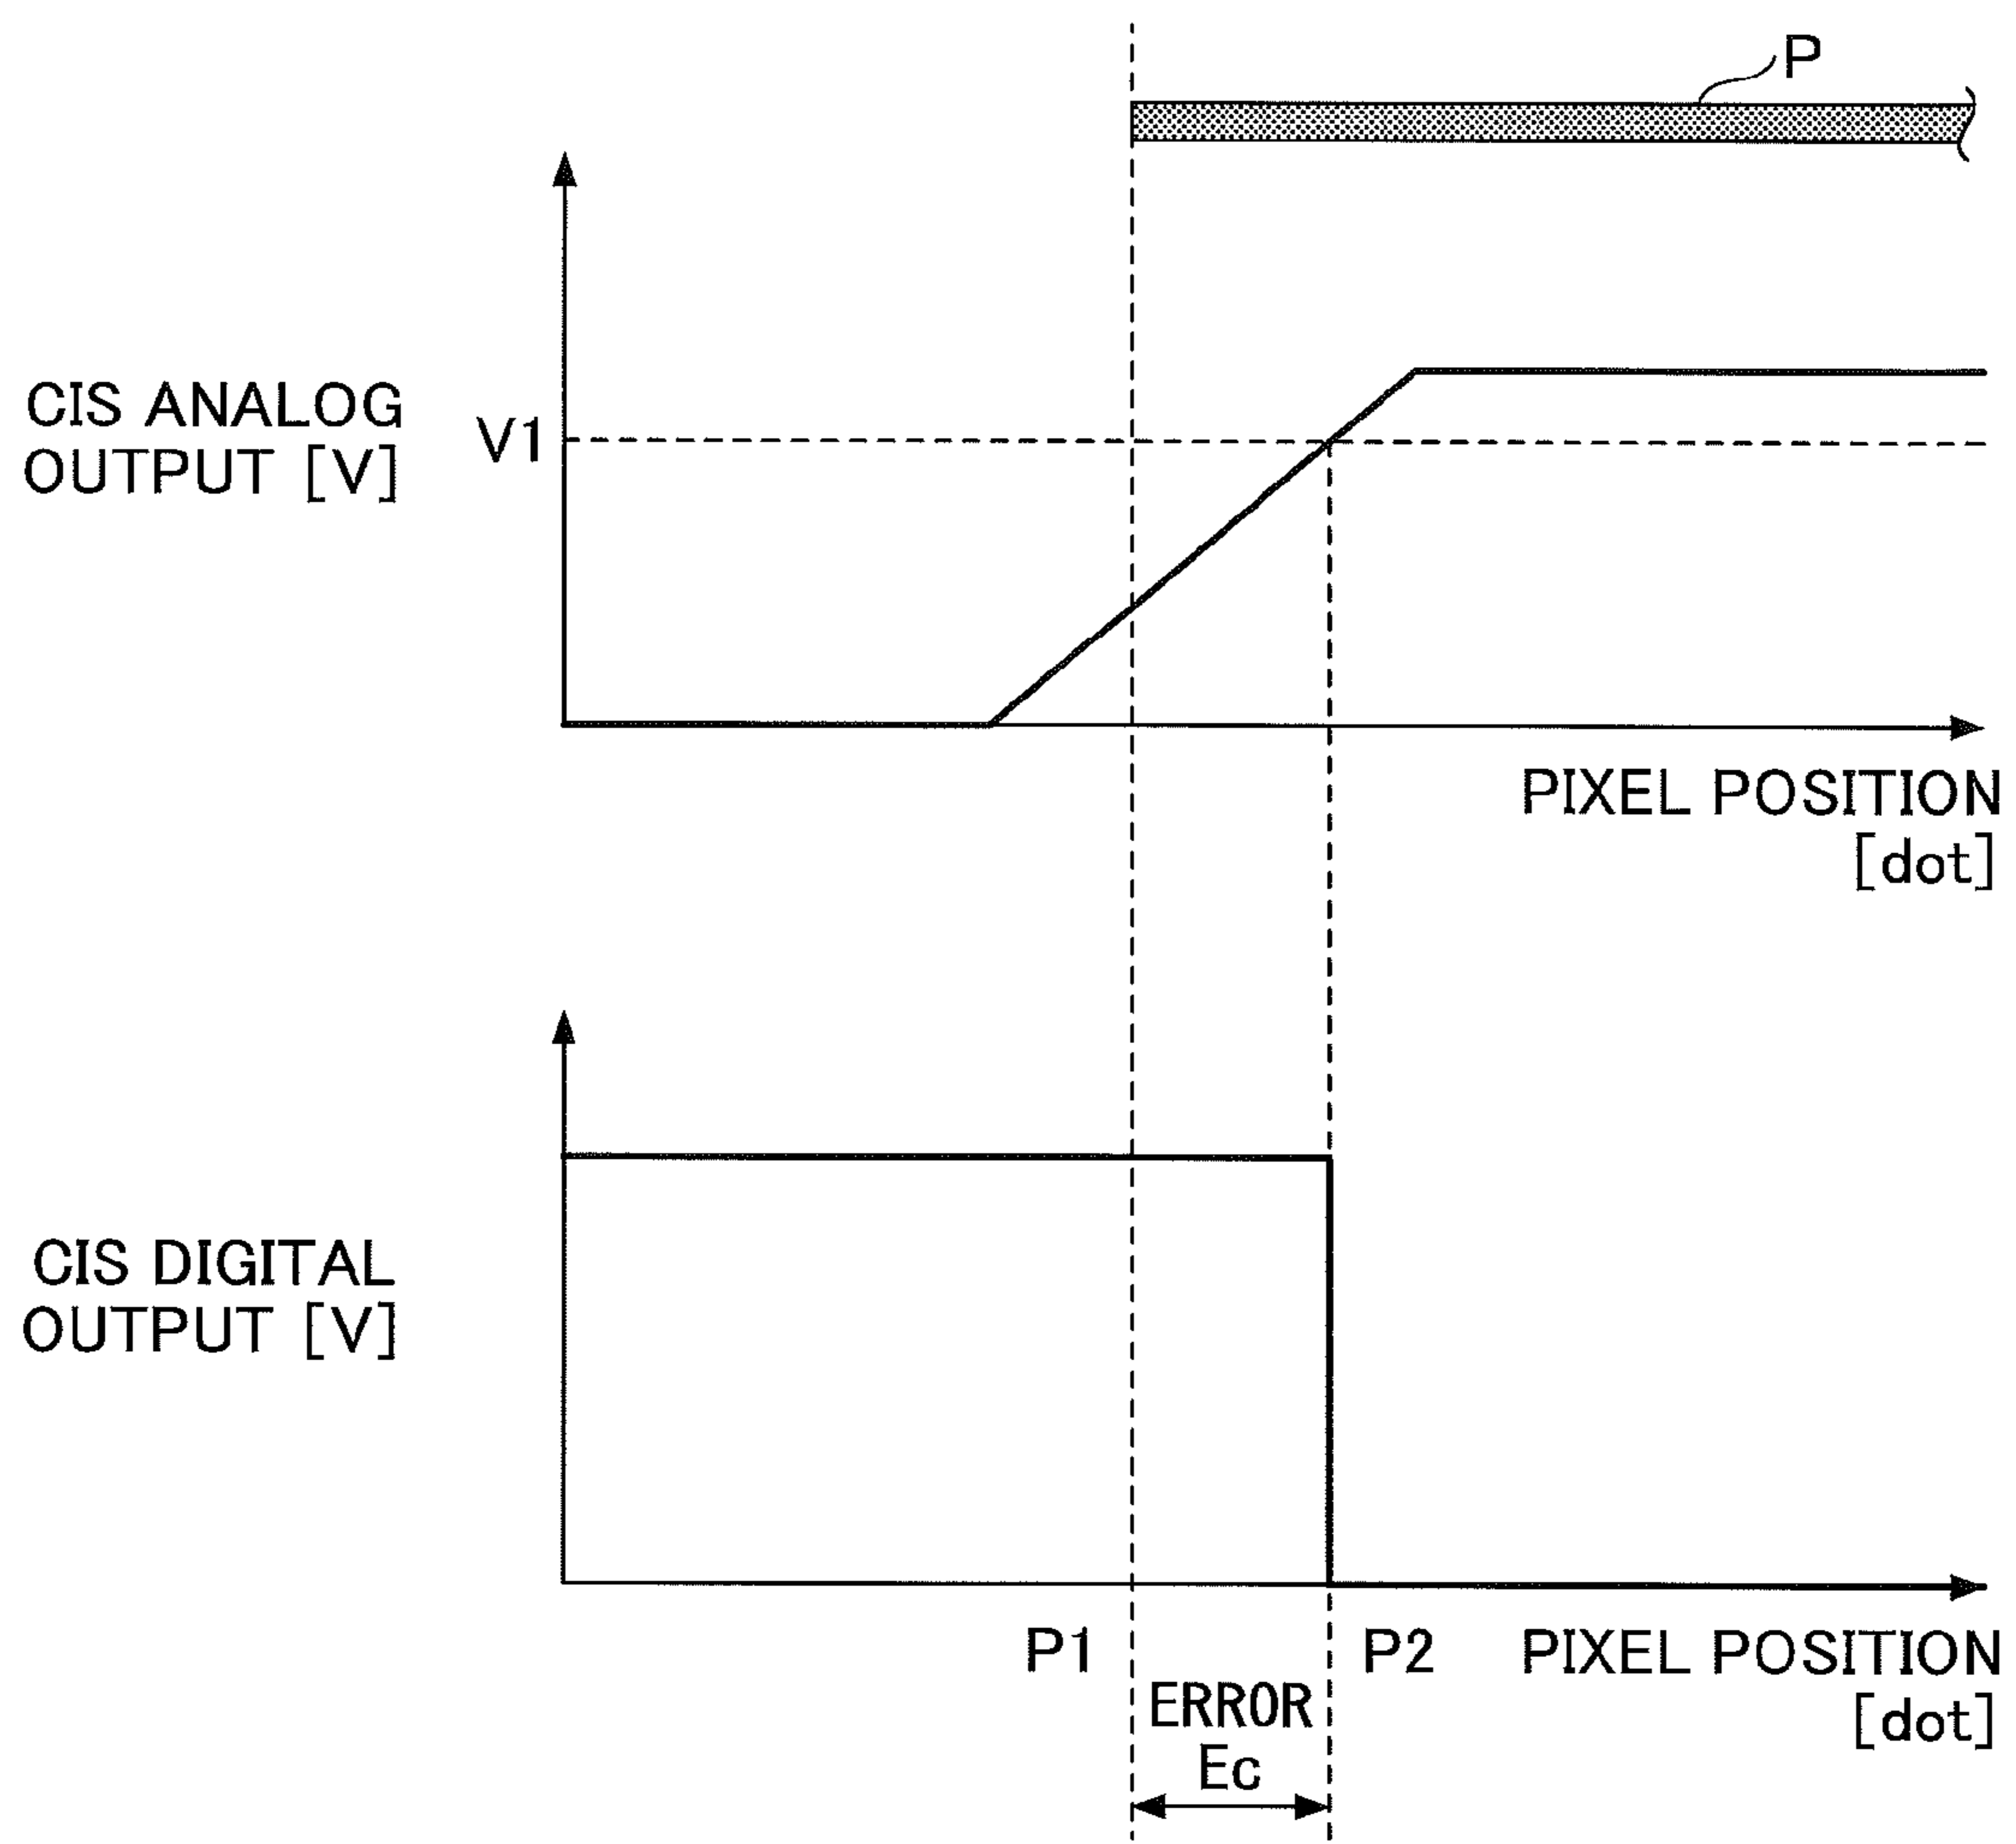 P
CIS ANALOG
OUTPUT [V]
V1
PIXEL POSITION
[dot]
CIS DIGITAL
OUTPUT [V]
P1
P2
PIXEL POSITION
[dot]
ERROR
Ec